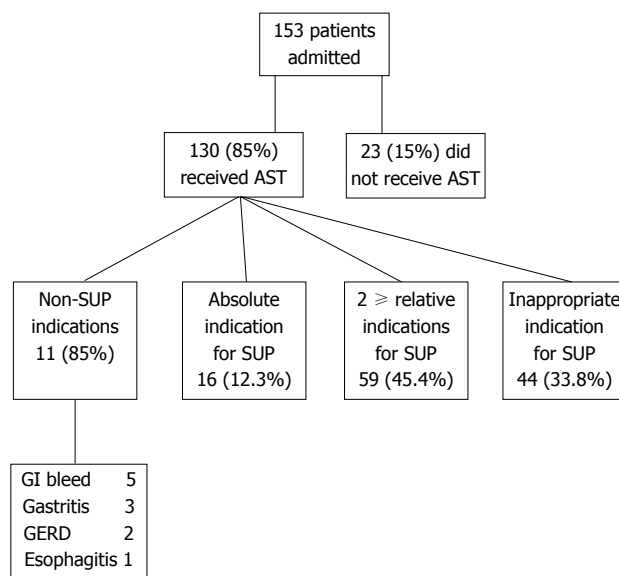 153 patients
admitted
130 (85%)
received AST
23 (15%) did
not receive AST
Non-SUP
indications
11 (85%)
Absolute
indication
for SUP
16 (12.3%)
2 ⩾ relative
indications
for SUP
59 (45.4%)
Inappropriate
indication
for SUP
44 (33.8%)
GI bleed 5
Gastritis 3
GERD 2
Esophagitis 1